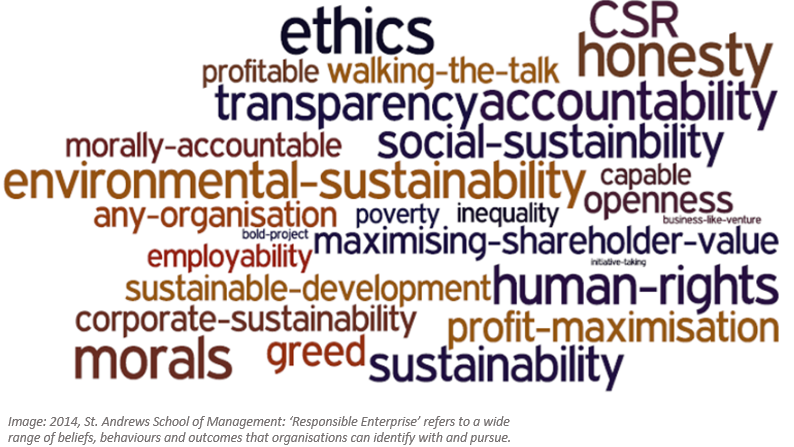 ethics CSR
honesty
profitable walking-the-talk
transparency accountability
morally-accountable social-sustainbility
environmental-sustainability capable
openness
any-organisation poverty inequality business-like-venture
bold-project maximising-shareholder-value
employability initiative-taking
sustainable-development human-rights
corporate-sustainability profit-maximisation
morals greed sustainability
Image: 2014, St. Andrews School of Management: ‘Responsible Enterprise’ refers to a wide
range of beliefs, behaviours and outcomes that organisations can identify with and pursue.